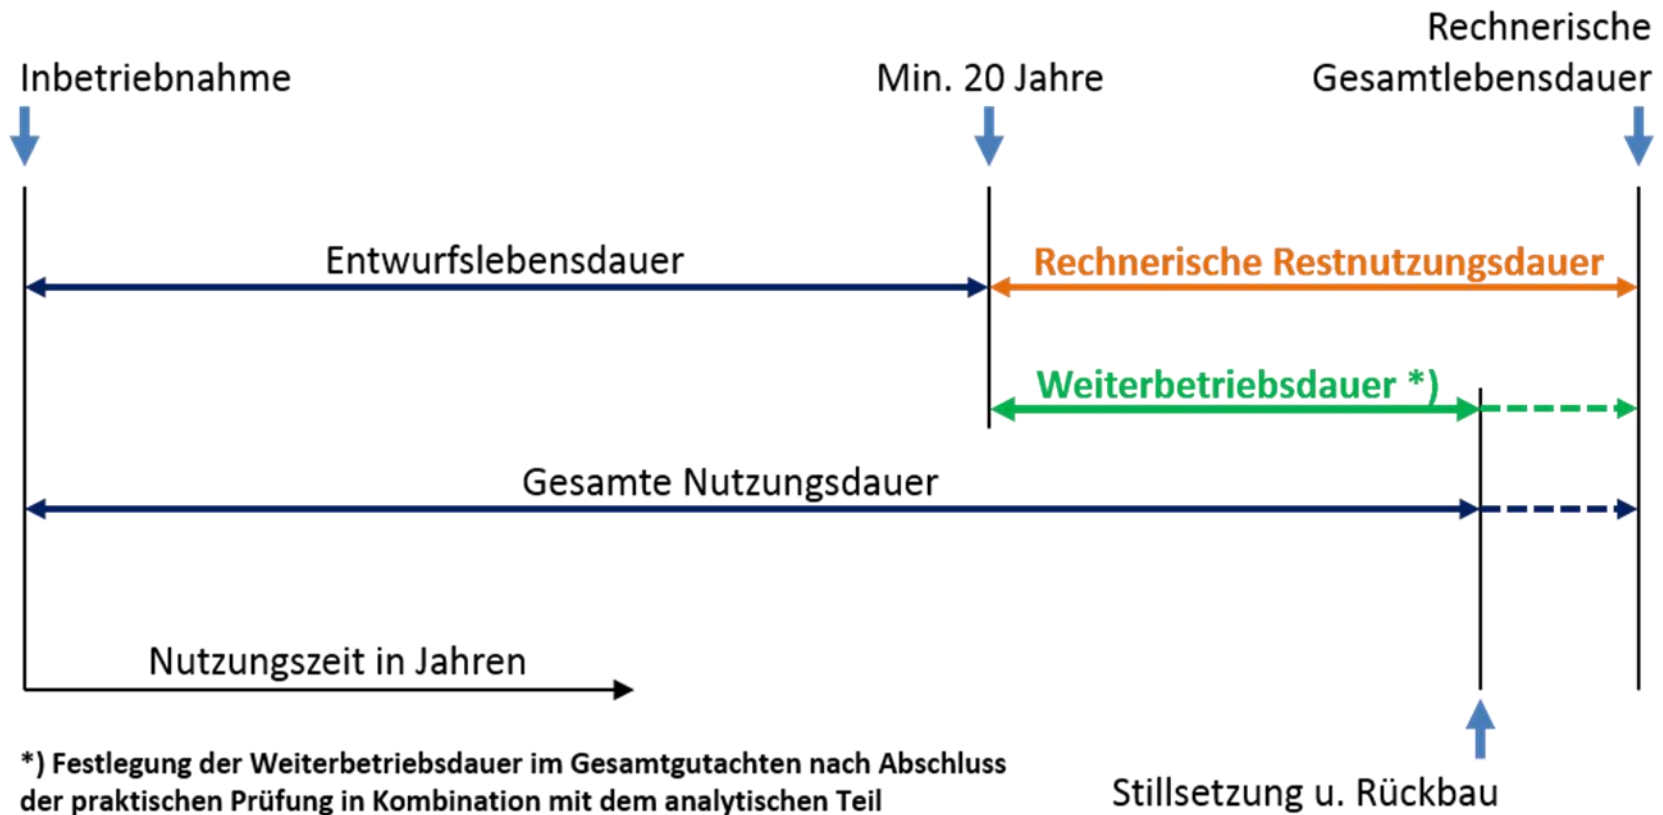 Rechnerische
Inbetriebnahme
Min. 20 Jahre
Gesamtlebensdauer
Entwurfslebensdauer
Rechnerische Restnutzungsdauer
Weiterbetriebsdauer *)
Gesamte Nutzungsdauer
Nutzungszeit in Jahren
*) Festlegung der Weiterbetriebsdauer im Gesamtgutachten nach Abschluss
der praktischen Prüfung in Kombination mit dem analytischen Teil
Stillsetzung u. Rückbau